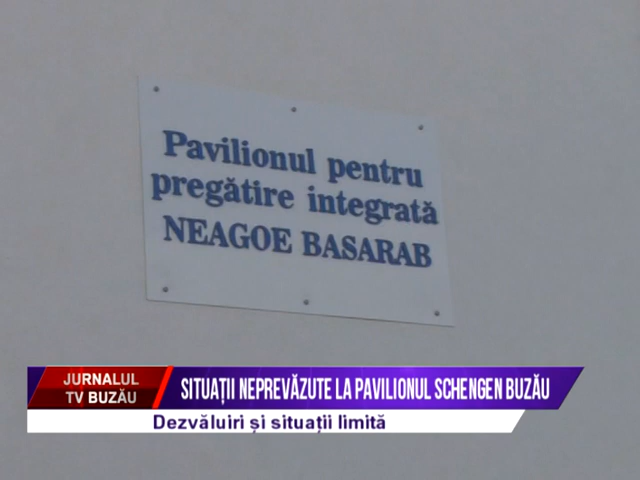 Pavilionul pentru
pregătire integrată
NEAGOE BASARAB
JURNALUL
TV BUZĂU
SITUAȚII NEPREVĂZUTE LA PAVILIONUL SCHENGEN BUZĂU
Dezvăluiri și situații limită